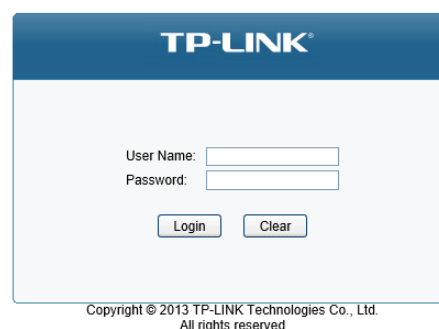 TP-LINK®
User Name:
Password:
Login Clear
Copyright © 2013 TP-LINK Technologies Co., Ltd.
All rights reserved